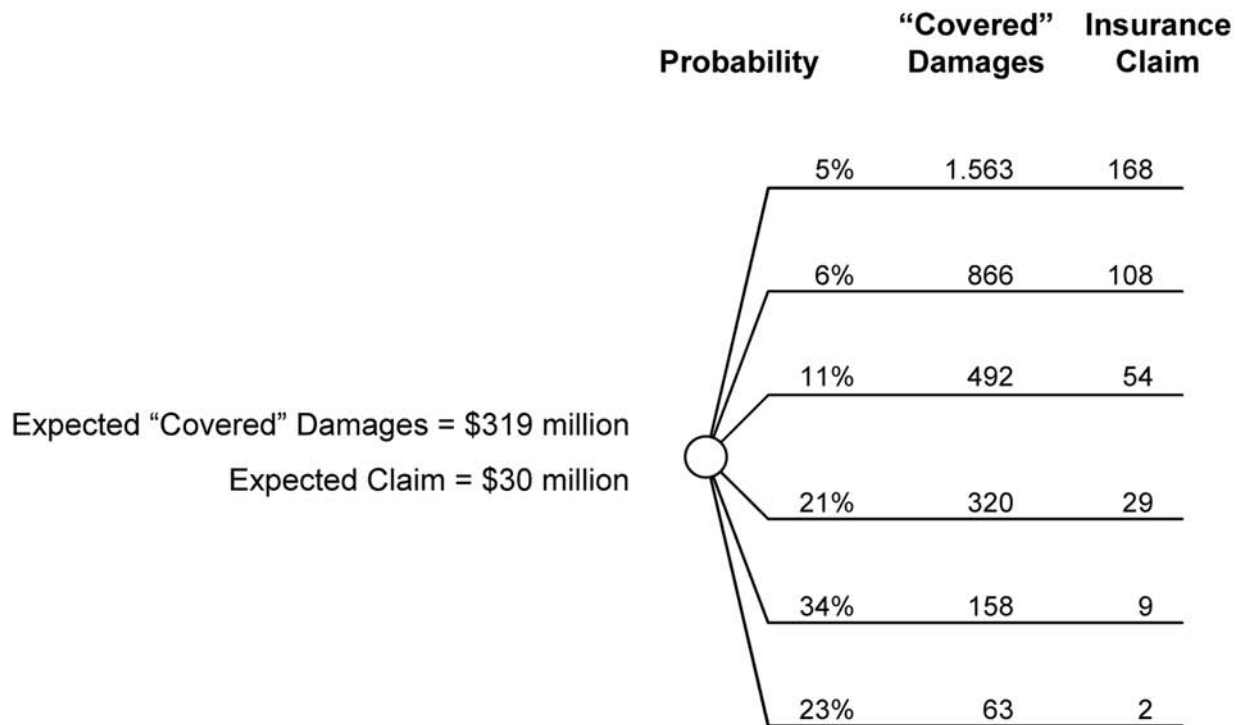 Probability “Covered” Damages Insurance Claim
5% 1.563 168
6% 866 108
11% 492 54
Expected “Covered” Damages = $319 million
Expected Claim = $30 million
21% 320 29
34% 158 9
23% 63 2